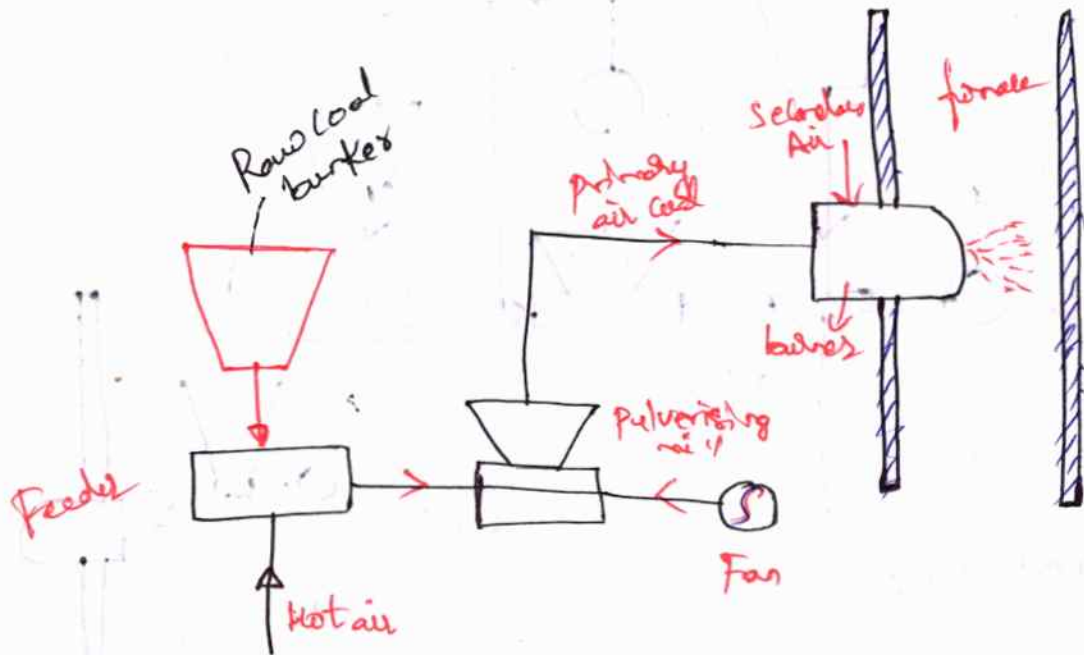 Raw coal
bunker
Secondary
Air
furnace
primary
air coal
burner
Pulverising
mill
Feeder
Fan
Hot air